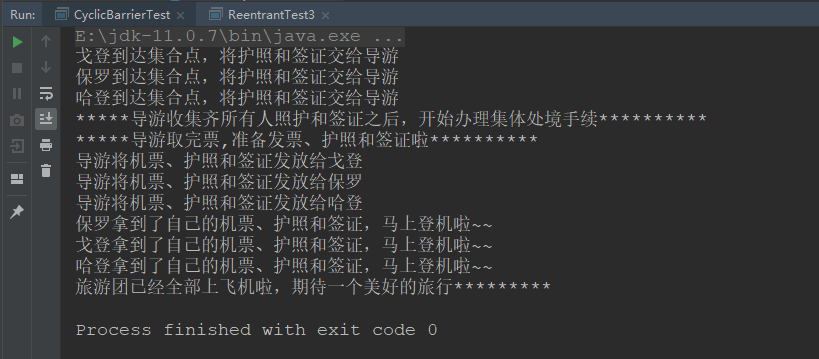 Run: CyclicBarrierTest × ReentrantTest3 ×
E:\jdk-11.0.7\bin\java.exe ...
戈登到达集合点，将护照和签证交给导游
保罗到达集合点，将护照和签证交给导游
哈登到达集合点，将护照和签证交给导游
*****导游收集齐所有人照护和签证之后，开始办理集体处境手续**********
*****导游取完票,准备发票、护照和签证啦**********
导游将机票、护照和签证发放给戈登
导游将机票、护照和签证发放给保罗
导游将机票、护照和签证发放给哈登
保罗拿到了自己的机票、护照和签证，马上登机啦~~
戈登拿到了自己的机票、护照和签证，马上登机啦~~
哈登拿到了自己的机票、护照和签证，马上登机啦~~
旅游团已经全部上飞机啦，期待一个美好的旅行*********
Process finished with exit code 0